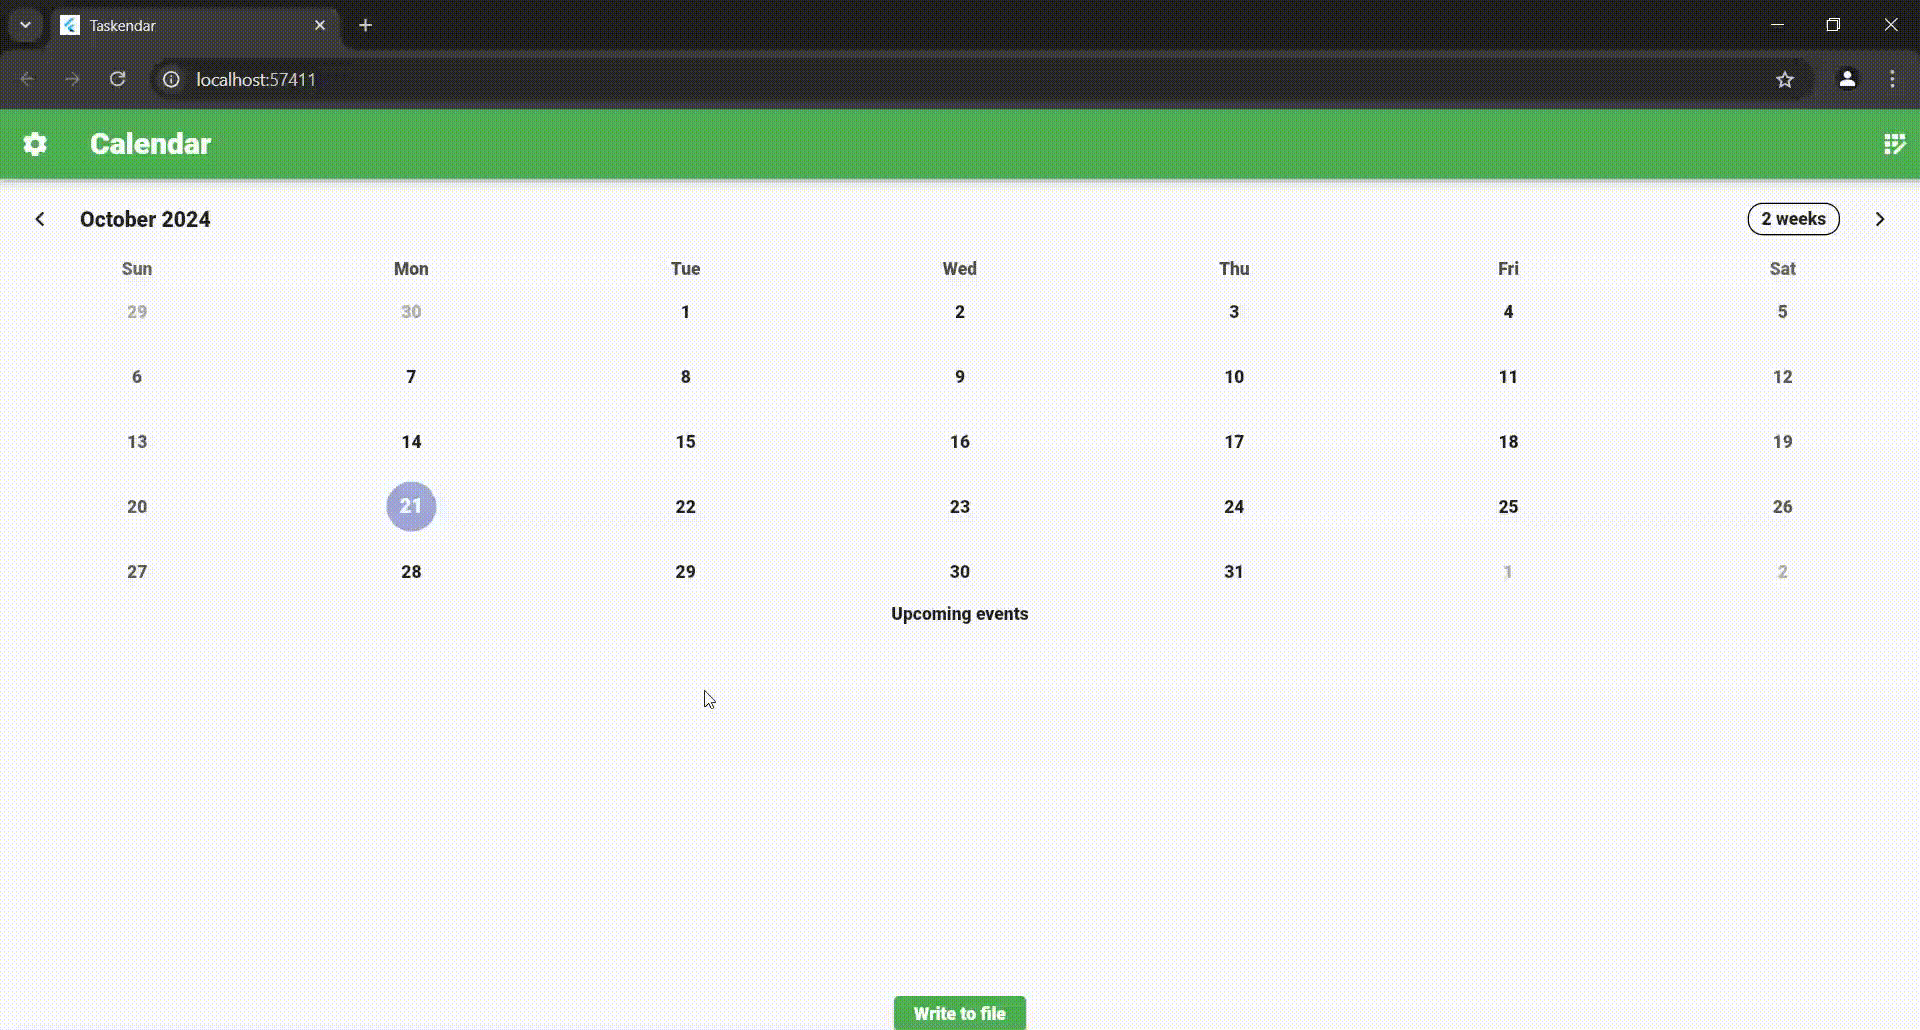 Taskendar
localhost:57411
Calendar
October 2024 2 weeks
Sun Mon Tue Wed Thu Fri Sat
29 30 1 2 3 4 5
6 7 8 9 10 11 12
13 14 15 16 17 18 19
20 21 22 23 24 25 26
27 28 29 30 31 1 2
Upcoming events
Write to file